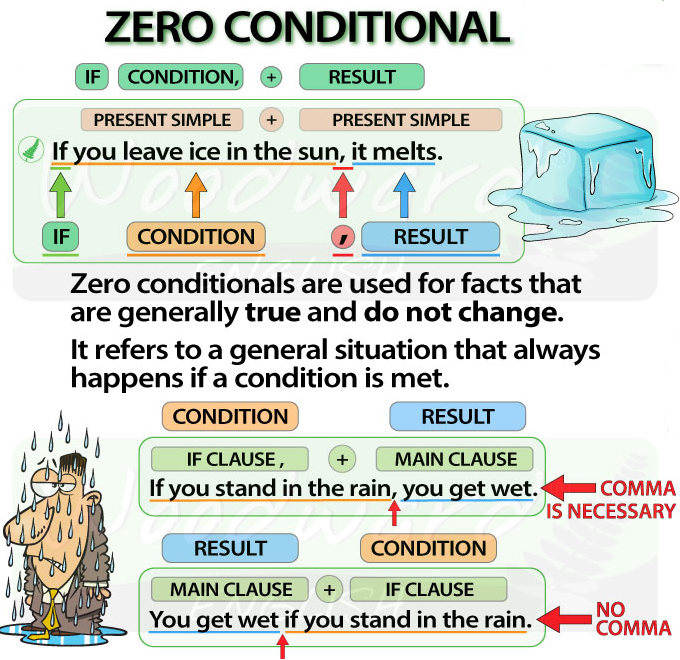 ZERO CONDITIONAL
IF CONDITION, + RESULT
PRESENT SIMPLE + PRESENT SIMPLE
If you leave ice in the sun, it melts.
IF CONDITION , RESULT
Zero conditionals are used for facts that
are generally true and do not change.
It refers to a general situation that always
happens if a condition is met.
CONDITION RESULT
IF CLAUSE , + MAIN CLAUSE
If you stand in the rain, you get wet.
COMMA
IS NECESSARY
RESULT CONDITION
MAIN CLAUSE + IF CLAUSE
You get wet if you stand in the rain.
NO
COMMA
Woodward
ENGLISH
Woodward
ENGLISH